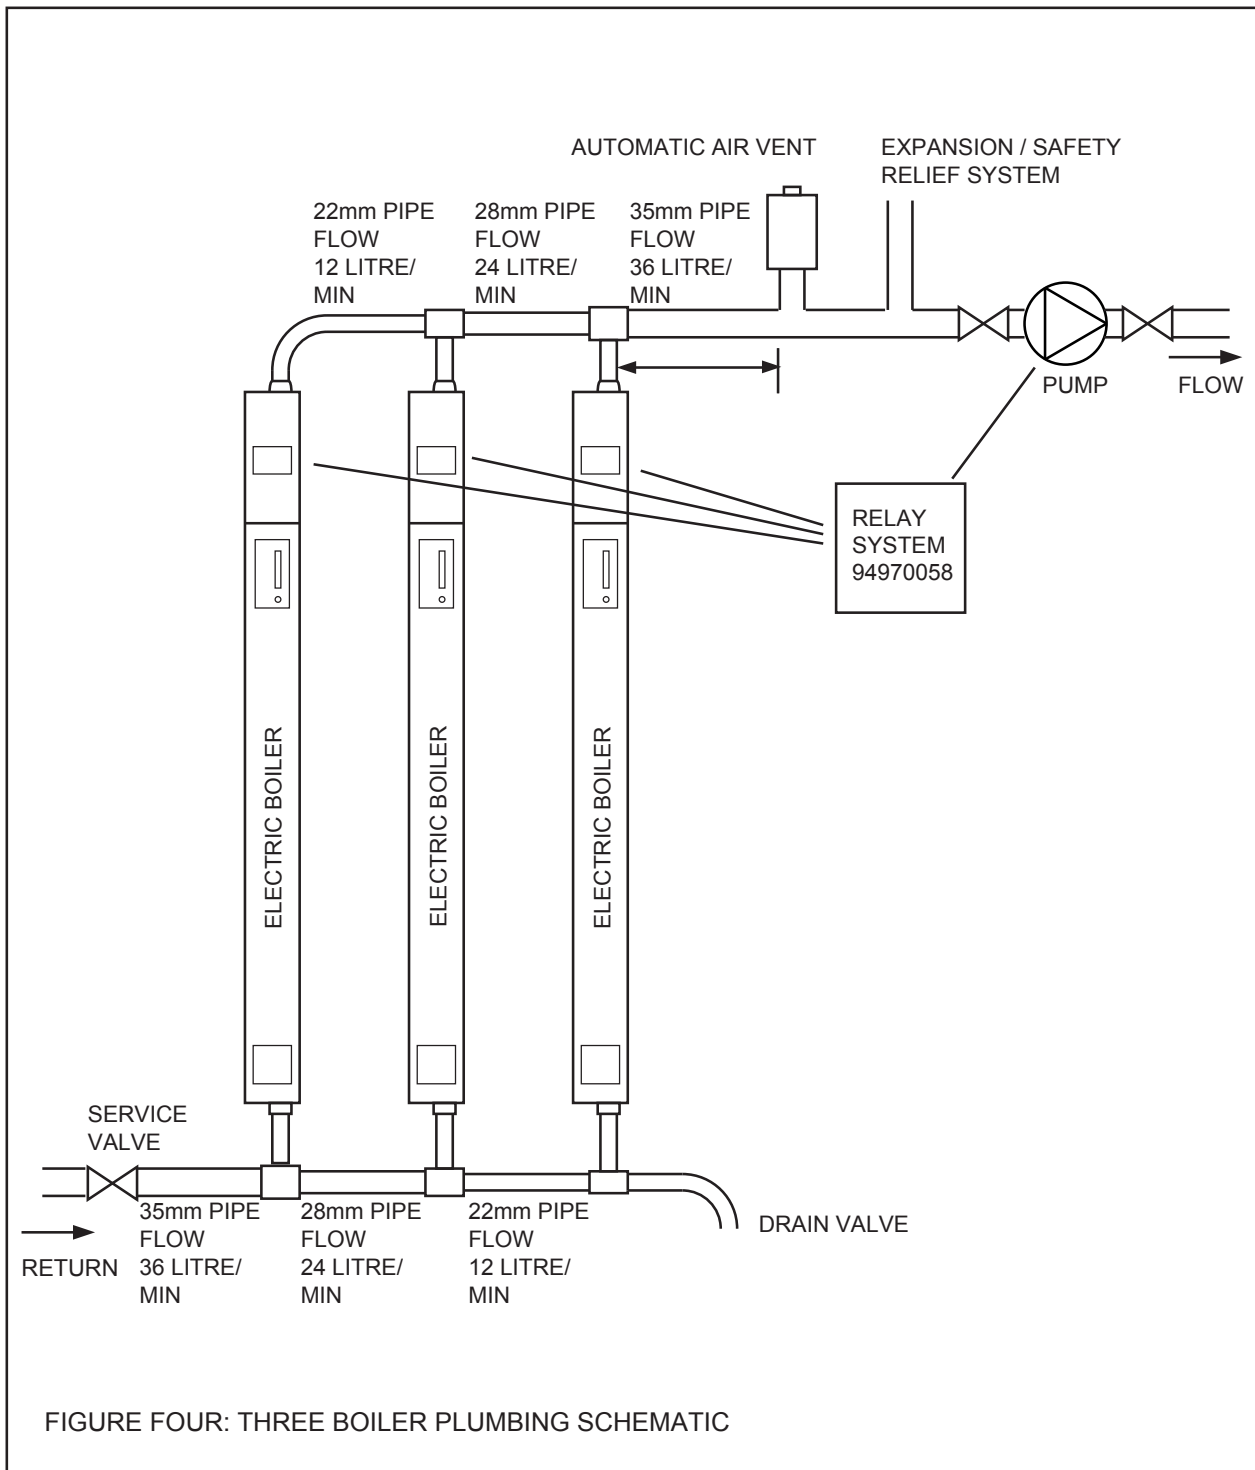 AUTOMATIC AIR VENT
EXPANSION / SAFETY
RELIEF SYSTEM
22mm PIPE
FLOW
12 LITRE/
MIN
28mm PIPE
FLOW
24 LITRE/
MIN
35mm PIPE
FLOW
36 LITRE/
MIN
PUMP
FLOW
RELAY
SYSTEM
94970058
ELECTRIC BOILER
ELECTRIC BOILER
ELECTRIC BOILER
SERVICE
VALVE
RETURN
35mm PIPE
FLOW
36 LITRE/
MIN
28mm PIPE
FLOW
24 LITRE/
MIN
22mm PIPE
FLOW
12 LITRE/
MIN
DRAIN VALVE
FIGURE FOUR: THREE BOILER PLUMBING SCHEMATIC